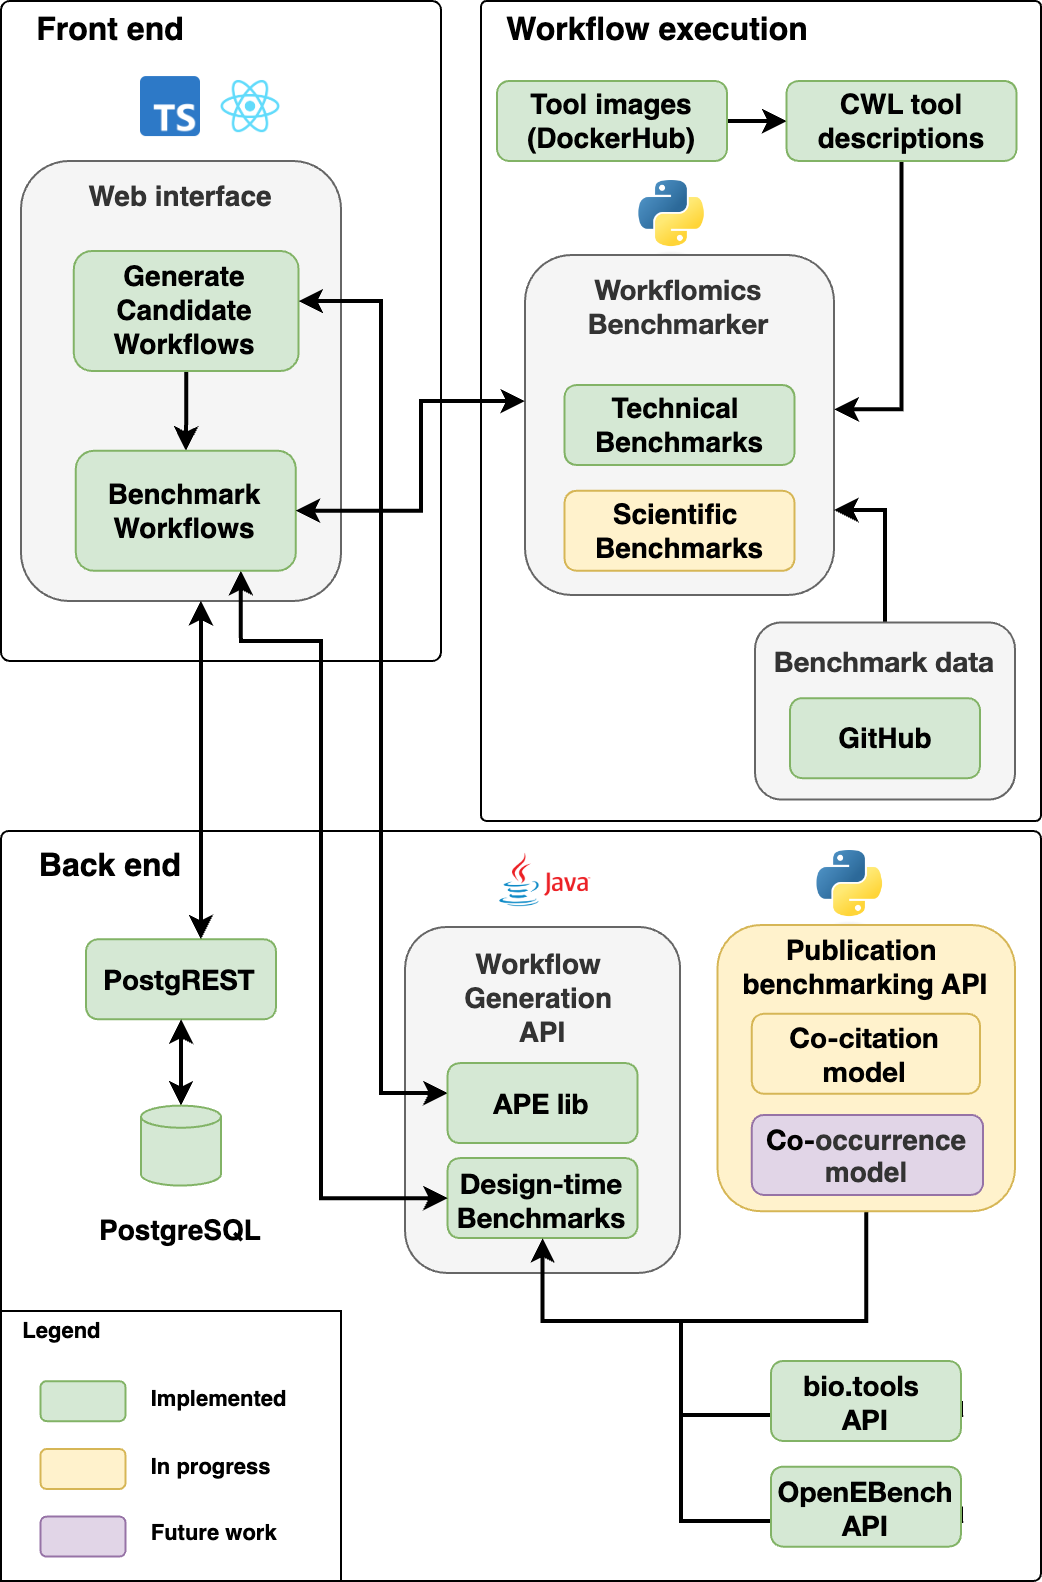 Front end
TS
Web interface
Generate
Candidate
Workflows
Benchmark
Workflows
Workflow execution
Tool images
(DockerHub)
CWL tool
descriptions
Workflomics
Benchmarker
Technical
Benchmarks
Scientific
Benchmarks
Benchmark data
GitHub
Back end
PostgREST
PostgreSQL
Java
Workflow
Generation
API
APE lib
Design-time
Benchmarks
Publication
benchmarking API
Co-citation
model
Co-occurrence
model
bio.tools
API
OpenEBench
API
Legend
Implemented
In progress
Future work